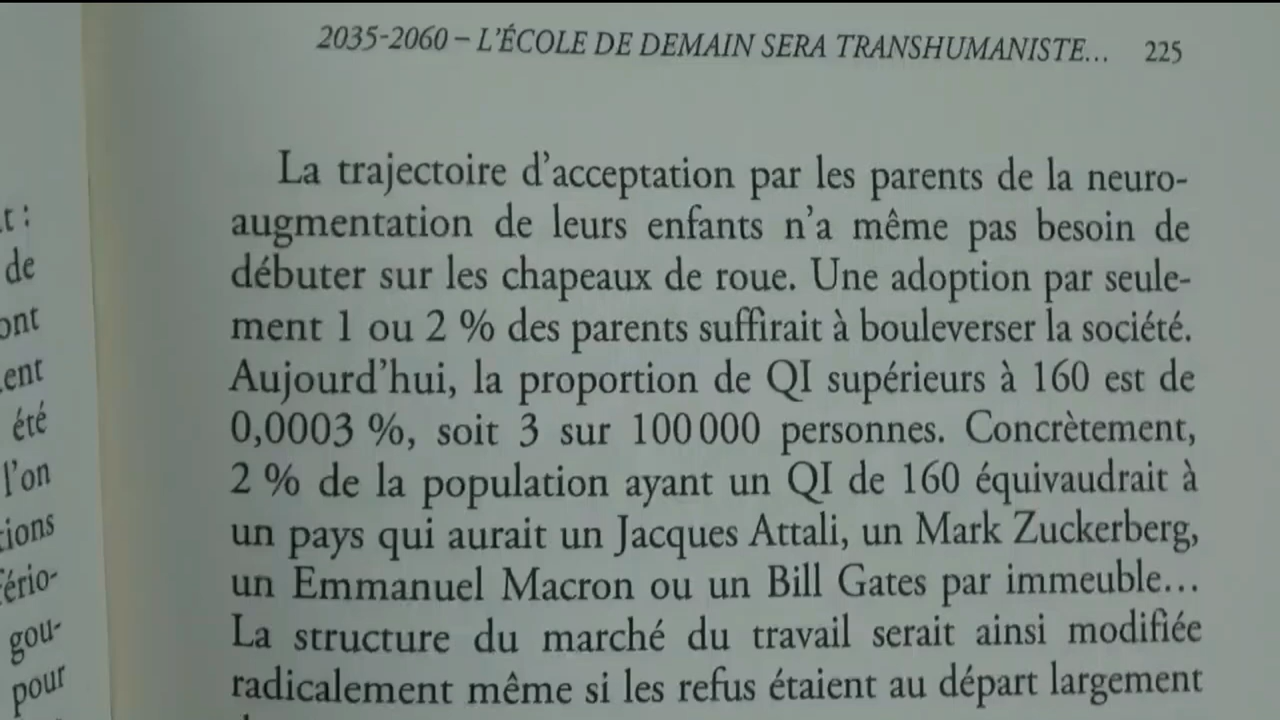 2035-2060 – L'ÉCOLE DE DEMAIN SERA TRANSHUMANISTE... 225
La trajectoire d'acceptation par les parents de la neuro-
augmentation de leurs enfants n'a même pas besoin de
débuter sur les chapeaux de roue. Une adoption par seule-
ment 1 ou 2 % des parents suffirait à bouleverser la société.
Aujourd'hui, la proportion de QI supérieurs à 160 est de
0,0003 %, soit 3 sur 100 000 personnes. Concrètement,
2 % de la population ayant un QI de 160 équivaudrait à
un pays qui aurait un Jacques Attali, un Mark Zuckerberg,
un Emmanuel Macron ou un Bill Gates par immeuble...
La structure du marché du travail serait ainsi modifiée
radicalement même si les refus étaient au départ largement
de
été
l'on
gou-
pour